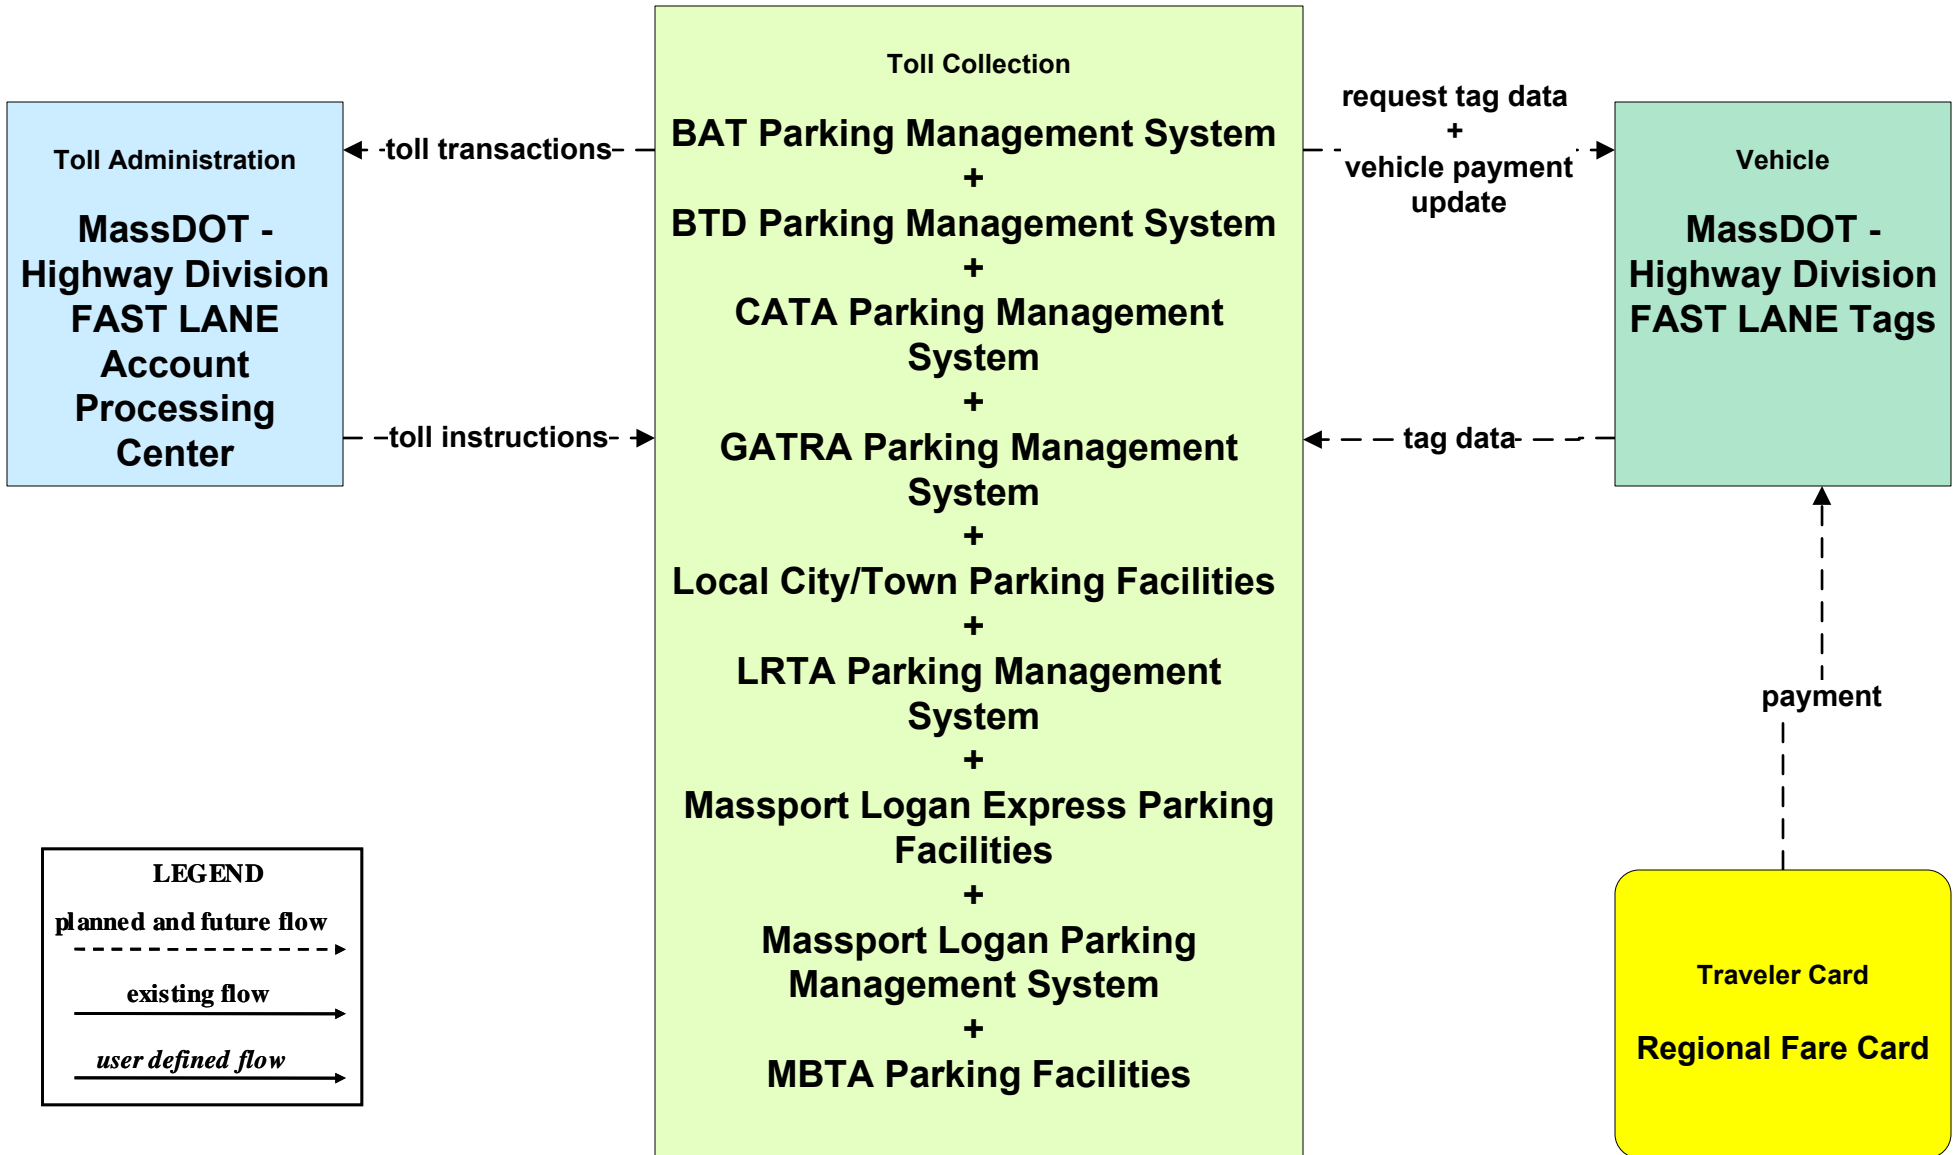 Toll Administration
MassDOT -
Highway Division
FAST LANE
Account
Processing
Center
toll transactions
toll instructions
Toll Collection
BAT Parking Management System
+
BTD Parking Management System
+
CATA Parking Management
System
+
GATRA Parking Management
System
+
Local City/Town Parking Facilities
+
LRTA Parking Management
System
+
Massport Logan Express Parking
Facilities
+
Massport Logan Parking
Management System
+
MBTA Parking Facilities
request tag data
+
vehicle payment
update
tag data
Vehicle
MassDOT -
Highway Division
FAST LANE Tags
payment
Traveler Card
Regional Fare Card
LEGEND
planned and future flow
existing flow
user defined flow